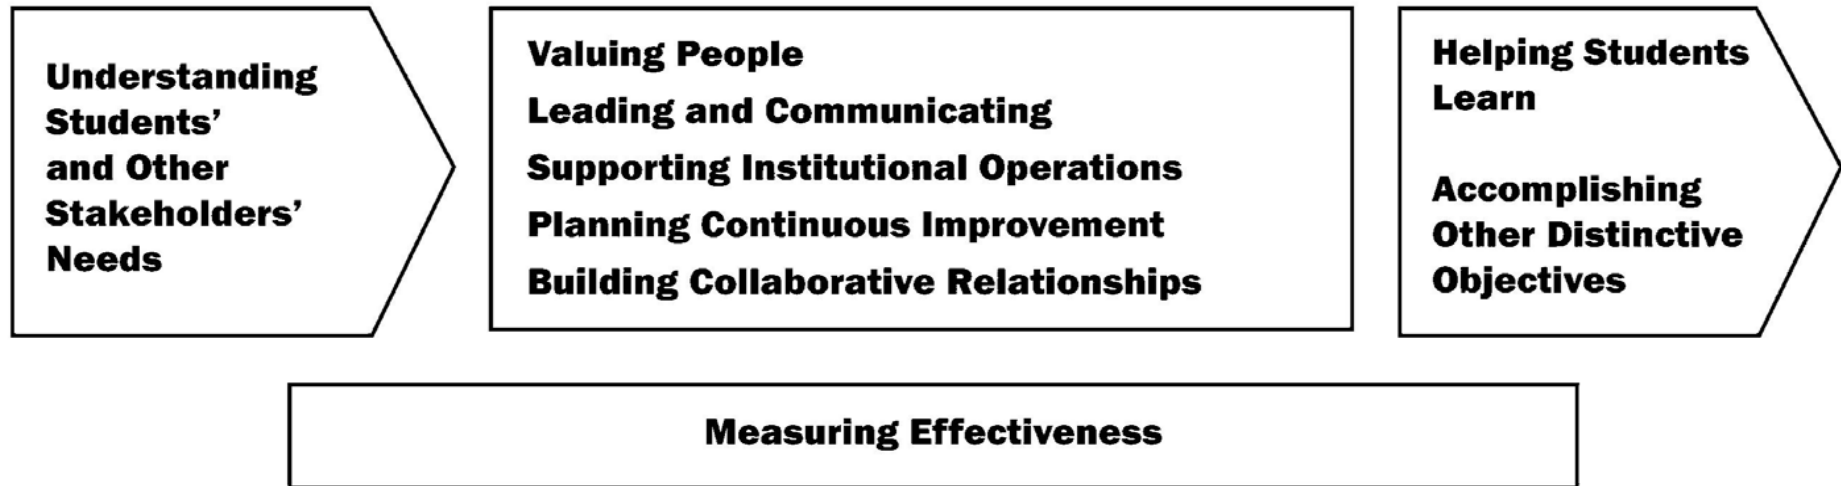 Understanding
Students’
and Other
Stakeholders’
Needs
Valuing People
Leading and Communicating
Supporting Institutional Operations
Planning Continuous Improvement
Building Collaborative Relationships
Helping Students
Learn
Accomplishing
Other Distinctive
Objectives
Measuring Effectiveness